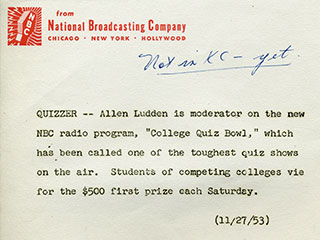 NBC
from
National Broadcasting Company
CHICAGO · NEW YORK · HOLLYWOOD
Not in KC - yet.
QUIZZER -- Allen Ludden is moderator on the new
NBC radio program, "College Quiz Bowl," which
has been called one of the toughest quiz shows
on the air.  Students of competing colleges vie
for the $500 first prize each Saturday.
(11/27/53)